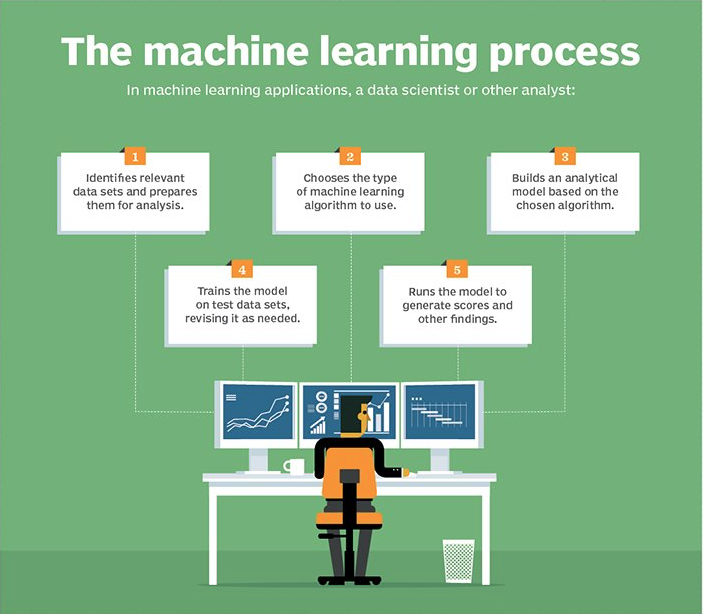 The machine learning process
In machine learning applications, a data scientist or other analyst:
1
Identifies relevant
data sets and prepares
them for analysis.
2
Chooses the type
of machine learning
algorithm to use.
3
Builds an analytical
model based on the
chosen algorithm.
4
Trains the model
on test data sets,
revising it as needed.
5
Runs the model to
generate scores and
other findings.